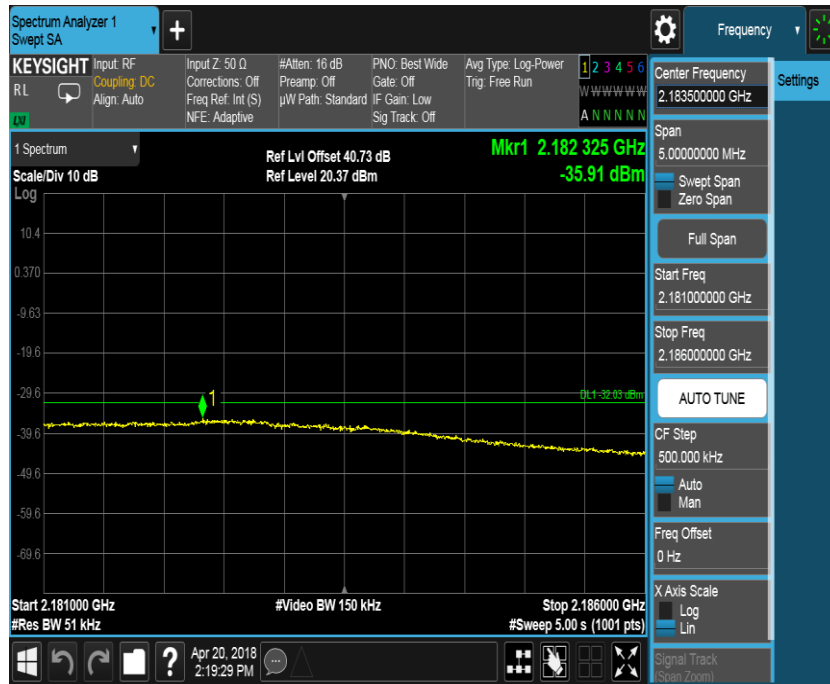 Spectrum Analyzer 1
Swept SA
+
Frequency
KEYSIGHT
RL
LXI
Input: RF
Coupling: DC
Align: Auto
Input Z: 50 Ω
Corrections: Off
Freq Ref: Int (S)
NFE: Adaptive
#Atten: 16 dB
Preamp: Off
µW Path: Standard
PNO: Best Wide
Gate: Off
IF Gain: Low
Sig Track: Off
Avg Type: Log-Power
Trig: Free Run
1 2 3 4 5 6
W W W W W W
A N N N N N
1 Spectrum
Scale/Div 10 dB
Ref Lvl Offset 40.73 dB
Ref Level 20.37 dBm
Mkr1 2.182 325 GHz
-35.91 dBm
Log
10.4
0.370
-9.63
-19.6
-29.6
-39.6
-49.6
-59.6
-69.6
1
DL1 -32.03 dBm
Start 2.181000 GHz
#Res BW 51 kHz
#Video BW 150 kHz
Stop 2.186000 GHz
#Sweep 5.00 s (1001 pts)
Center Frequency
2.183500000 GHz
Settings
Span
5.00000000 MHz
Swept Span
Zero Span
Full Span
Start Freq
2.181000000 GHz
Stop Freq
2.186000000 GHz
AUTO TUNE
CF Step
500.000 kHz
Auto
Man
Freq Offset
0 Hz
X Axis Scale
Log
Lin
Signal Track
(Span Zoom)
?
Apr 20, 2018
2:19:29 PM